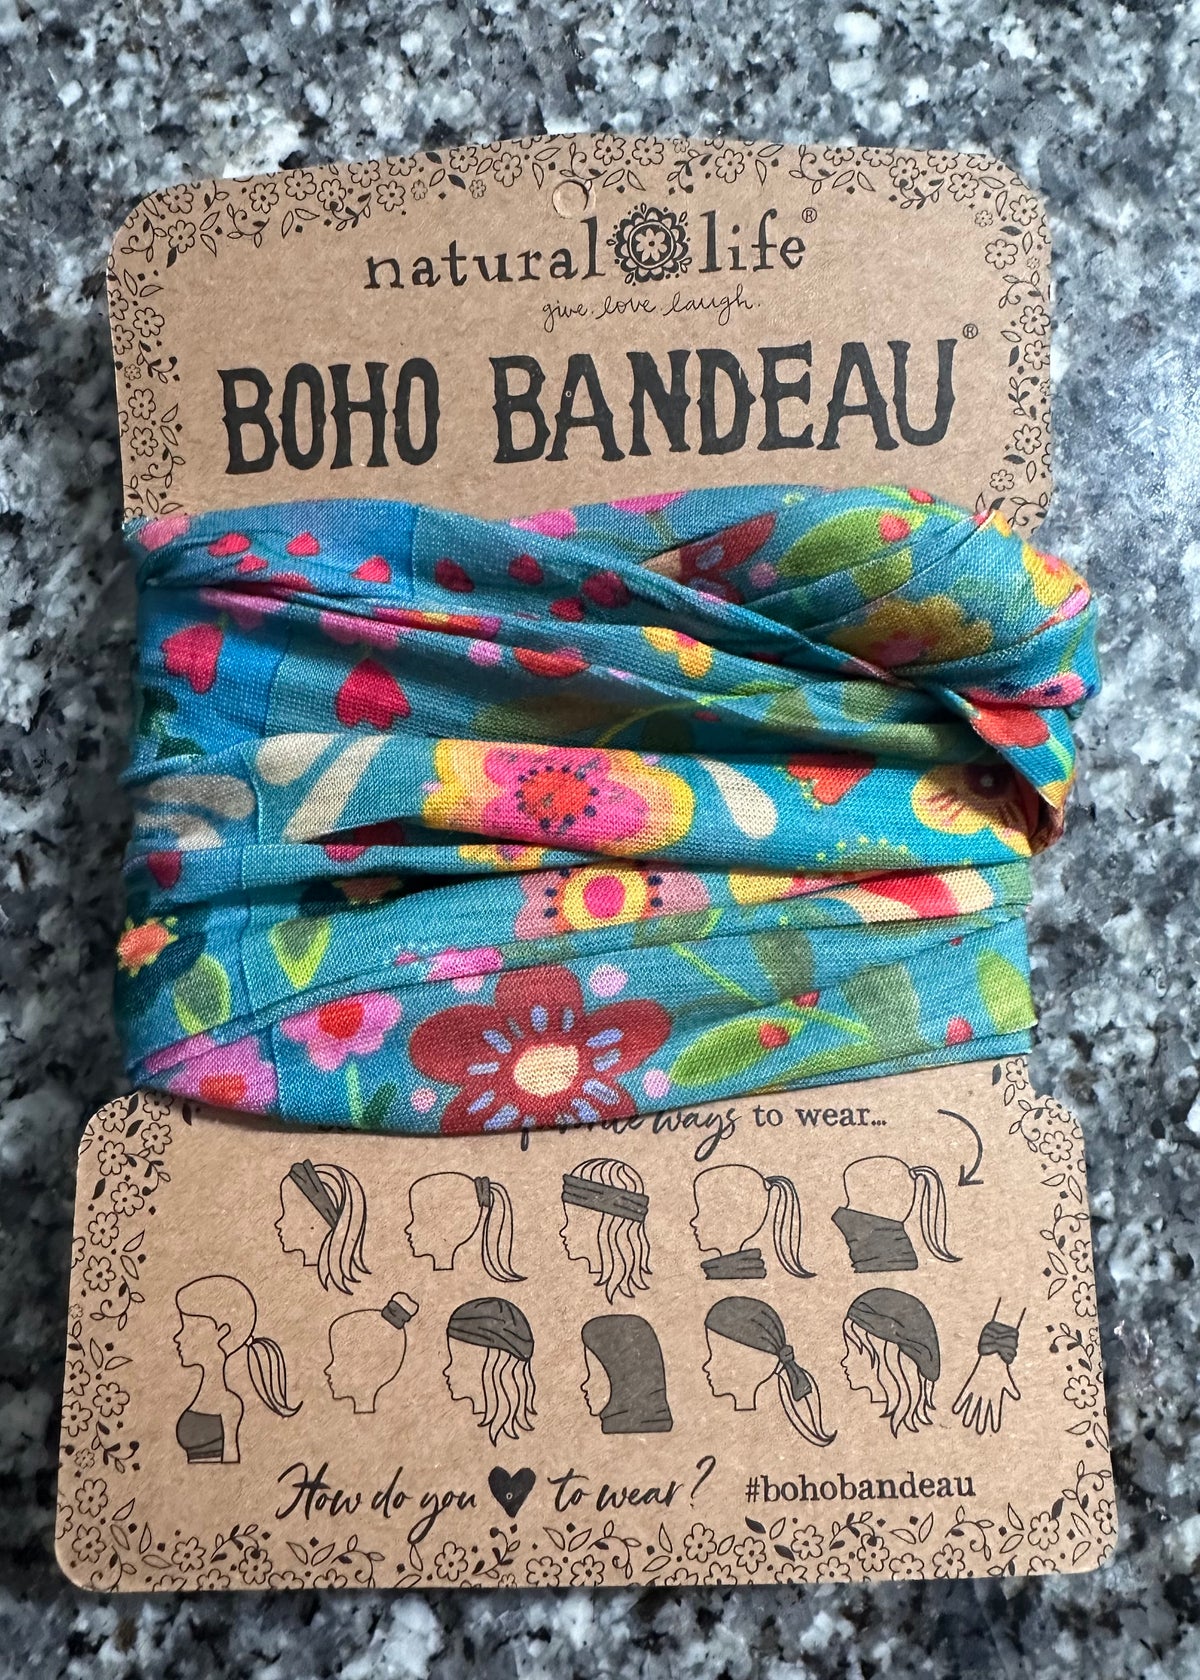 natural life®
give. love. laugh.
BOHO BANDEAU®
ways to wear...
How do you ♥ to wear? #bohobandeau